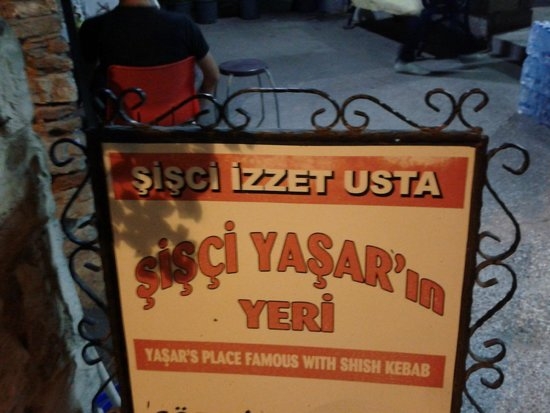 ŞİŞCİ İZZET USTA
ŞİŞÇİ YAŞAR'ın
YERİ
YAŞAR'S PLACE FAMOUS WITH SHISH KEBAB